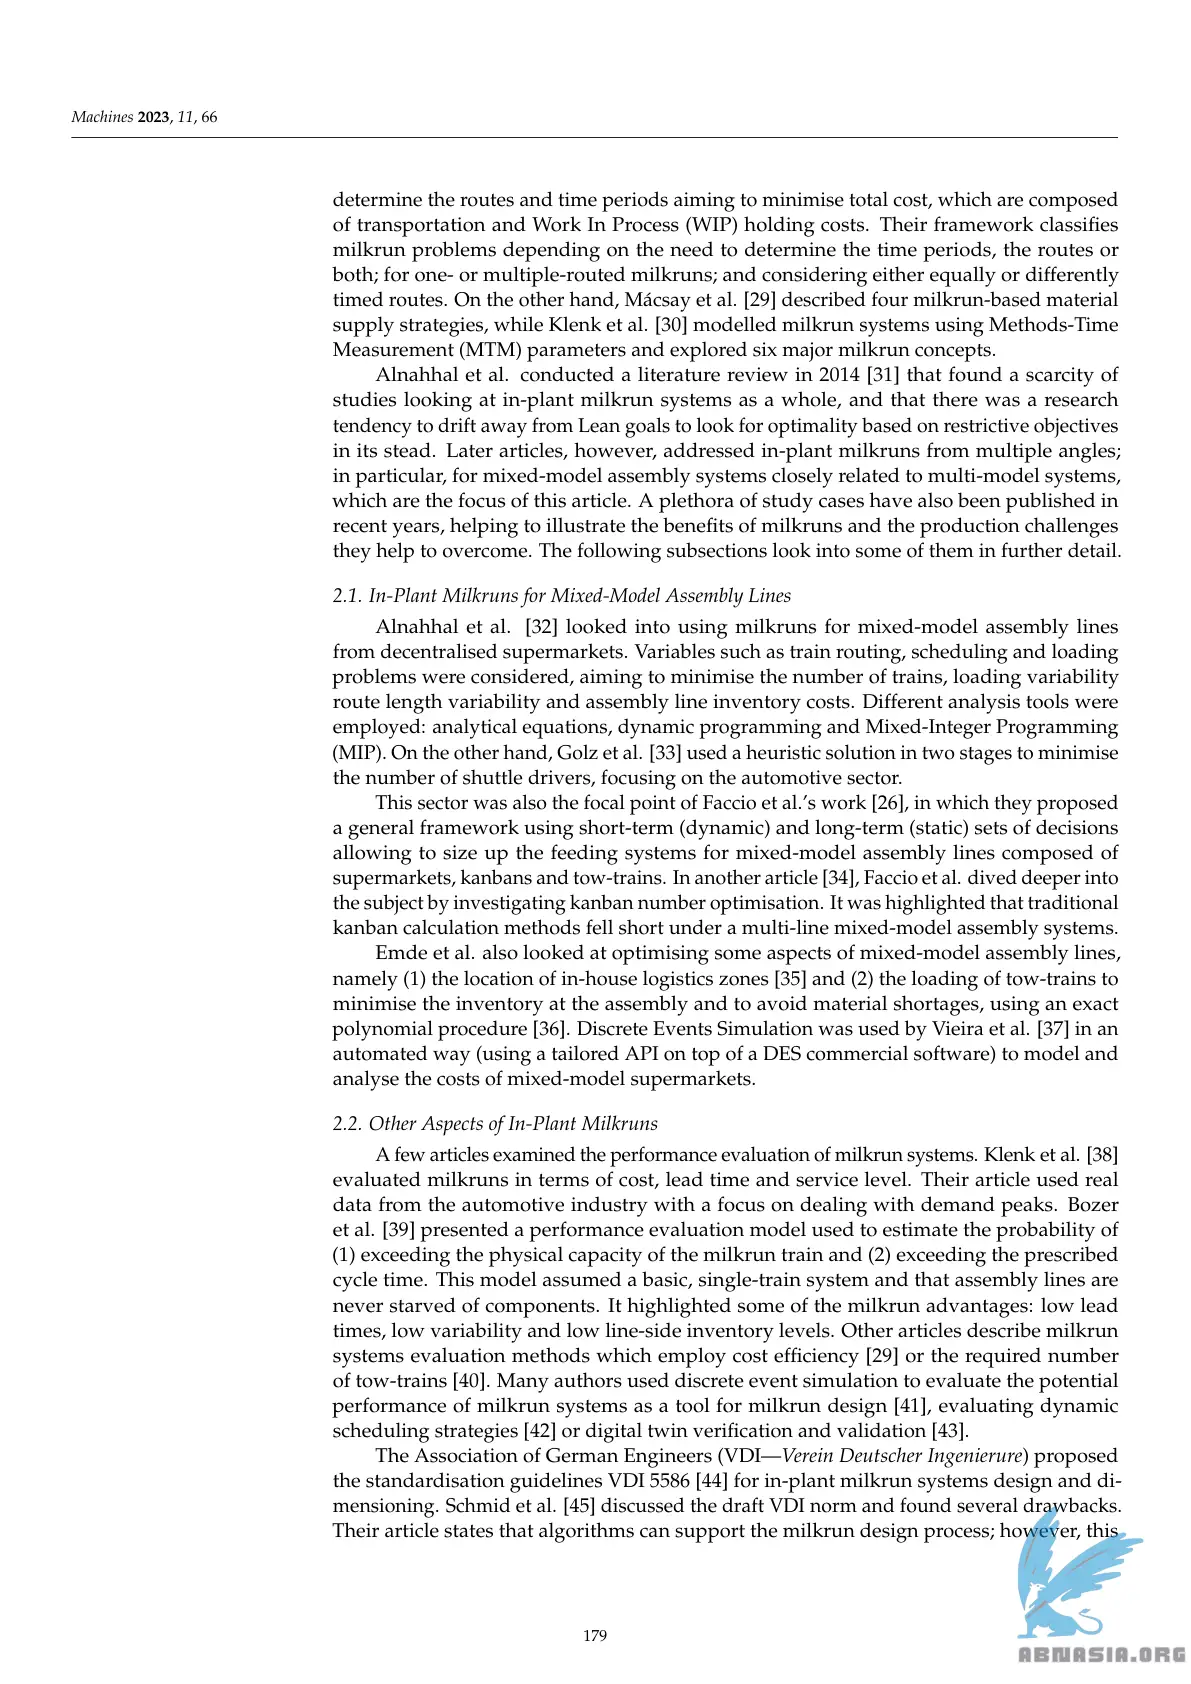 Machines 2023, 11, 66
determine the routes and time periods aiming to minimise total cost, which are composed
of transportation and Work In Process (WIP) holding costs. Their framework classifies
milkrun problems depending on the need to determine the time periods, the routes or
both; for one- or multiple-routed milkruns; and considering either equally or differently
timed routes. On the other hand, Mácsay et al. [29] described four milkrun-based material
supply strategies, while Klenk et al. [30] modelled milkrun systems using Methods-Time
Measurement (MTM) parameters and explored six major milkrun concepts.
Alnahhal et al. conducted a literature review in 2014 [31] that found a scarcity of
studies looking at in-plant milkrun systems as a whole, and that there was a research
tendency to drift away from Lean goals to look for optimality based on restrictive objectives
in its stead. Later articles, however, addressed in-plant milkruns from multiple angles;
in particular, for mixed-model assembly systems closely related to multi-model systems,
which are the focus of this article. A plethora of study cases have also been published in
recent years, helping to illustrate the benefits of milkruns and the production challenges
they help to overcome. The following subsections look into some of them in further detail.
2.1. In-Plant Milkruns for Mixed-Model Assembly Lines
Alnahhal et al. [32] looked into using milkruns for mixed-model assembly lines
from decentralised supermarkets. Variables such as train routing, scheduling and loading
problems were considered, aiming to minimise the number of trains, loading variability
route length variability and assembly line inventory costs. Different analysis tools were
employed: analytical equations, dynamic programming and Mixed-Integer Programming
(MIP). On the other hand, Golz et al. [33] used a heuristic solution in two stages to minimise
the number of shuttle drivers, focusing on the automotive sector.
This sector was also the focal point of Faccio et al.'s work [26], in which they proposed
a general framework using short-term (dynamic) and long-term (static) sets of decisions
allowing to size up the feeding systems for mixed-model assembly lines composed of
supermarkets, kanbans and tow-trains. In another article [34], Faccio et al. dived deeper into
the subject by investigating kanban number optimisation. It was highlighted that traditional
kanban calculation methods fell short under a multi-line mixed-model assembly systems.
Emde et al. also looked at optimising some aspects of mixed-model assembly lines,
namely (1) the location of in-house logistics zones [35] and (2) the loading of tow-trains to
minimise the inventory at the assembly and to avoid material shortages, using an exact
polynomial procedure [36]. Discrete Events Simulation was used by Vieira et al. [37] in an
automated way (using a tailored API on top of a DES commercial software) to model and
analyse the costs of mixed-model supermarkets.
2.2. Other Aspects of In-Plant Milkruns
A few articles examined the performance evaluation of milkrun systems. Klenk et al. [38]
evaluated milkruns in terms of cost, lead time and service level. Their article used real
data from the automotive industry with a focus on dealing with demand peaks. Bozer
et al. [39] presented a performance evaluation model used to estimate the probability of
(1) exceeding the physical capacity of the milkrun train and (2) exceeding the prescribed
cycle time. This model assumed a basic, single-train system and that assembly lines are
never starved of components. It highlighted some of the milkrun advantages: low lead
times, low variability and low line-side inventory levels. Other articles describe milkrun
systems evaluation methods which employ cost efficiency [29] or the required number
of tow-trains [40]. Many authors used discrete event simulation to evaluate the potential
performance of milkrun systems as a tool for milkrun design [41], evaluating dynamic
scheduling strategies [42] or digital twin verification and validation [43].
The Association of German Engineers (VDI—Verein Deutscher Ingenierure) proposed
the standardisation guidelines VDI 5586 [44] for in-plant milkrun systems design and di-
mensioning. Schmid et al. [45] discussed the draft VDI norm and found several drawbacks.
Their article states that algorithms can support the milkrun design process; however, this
179
ABNASIA.ORG